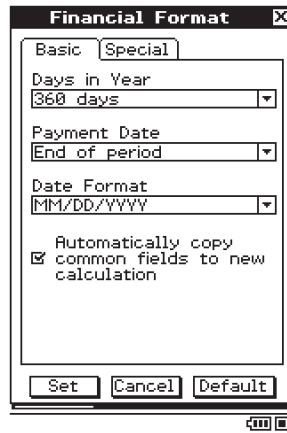 Financial Format
Basic
Special
Days in Year
360 days
Payment Date
End of period
Date Format
MM/DD/YYYY
Automatically copy
common fields to new
calculation
Set
Cancel
Default